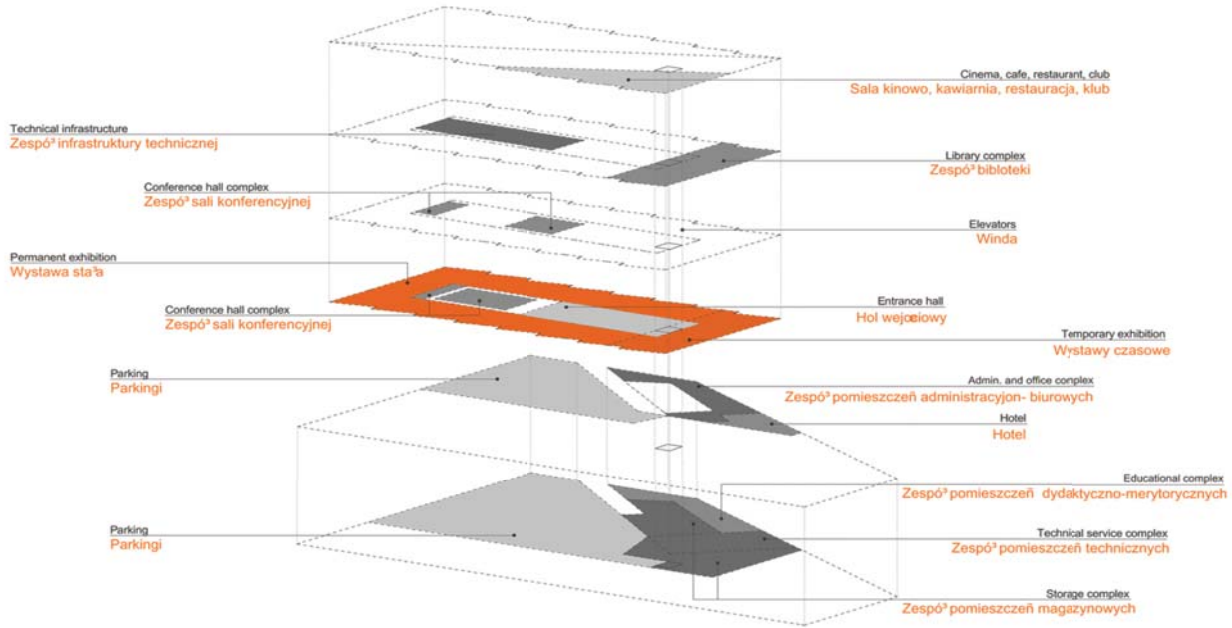 Cinema, cafe, restaurant, club
Sala kinowo, kawiarnia, restauracja, klub
Technical infrastructure
Zespó³ infrastruktury technicznej
Library complex
Zespó³ bibloteki
Conference hall complex
Zespó³ sali konferencyjnej
Elevators
Winda
Permanent exhibition
Wystawa sta³a
Entrance hall
Hol wejœciowy
Conference hall complex
Zespó³ sali konferencyjnej
Temporary exhibition
Wystawy czasowe
Parking
Parkingi
Admin. and office conplex
Zespó³ pomieszczeñ administracyjon- biurowych
Hotel
Hotel
Educational complex
Zespó³ pomieszczeñ dydaktyczno-merytorycznych
Parking
Parkingi
Technical service complex
Zespó³ pomieszczeñ technicznych
Storage complex
Zespó³ pomieszczeñ magazynowych